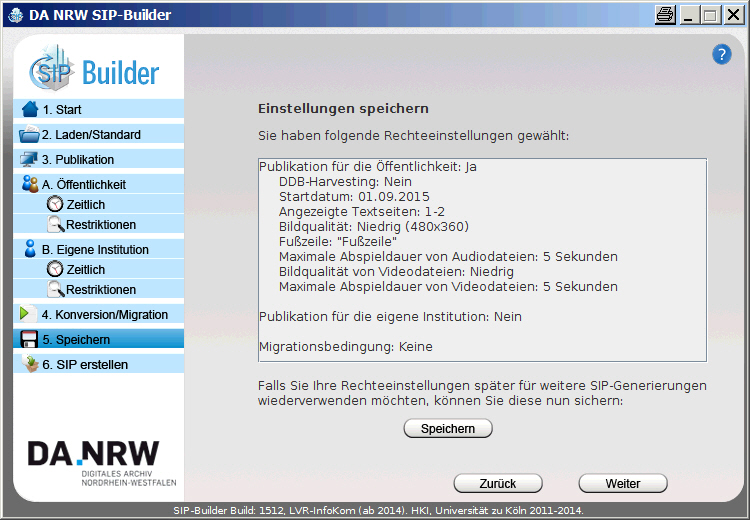 DA NRW SIP-Builder
SIP Builder
?
1. Start
2. Laden/Standard
3. Publikation
A. Öffentlichkeit
Zeitlich
Restriktionen
B. Eigene Institution
Zeitlich
Restriktionen
4. Konversion/Migration
5. Speichern
6. SIP erstellen
DA.NRW
DIGITALES ARCHIV
NORDRHEIN-WESTFALEN
Einstellungen speichern
Sie haben folgende Rechteeinstellungen gewählt:
Publikation für die Öffentlichkeit: Ja
DDB-Harvesting: Nein
Startdatum: 01.09.2015
Angezeigte Textseiten: 1-2
Bildqualität: Niedrig (480x360)
Fußzeile: "Fußzeile"
Maximale Abspieldauer von Audiodateien: 5 Sekunden
Bildqualität von Videodateien: Niedrig
Maximale Abspieldauer von Videodateien: 5 Sekunden
Publikation für die eigene Institution: Nein
Migrationsbedingung: Keine
Falls Sie Ihre Rechteeinstellungen später für weitere SIP-Generierungen
wiederverwenden möchten, können Sie diese nun sichern:
Speichern
Zurück
Weiter
SIP-Builder Build: 1512, LVR-InfoKom (ab 2014). HKI, Universität zu Köln 2011-2014.